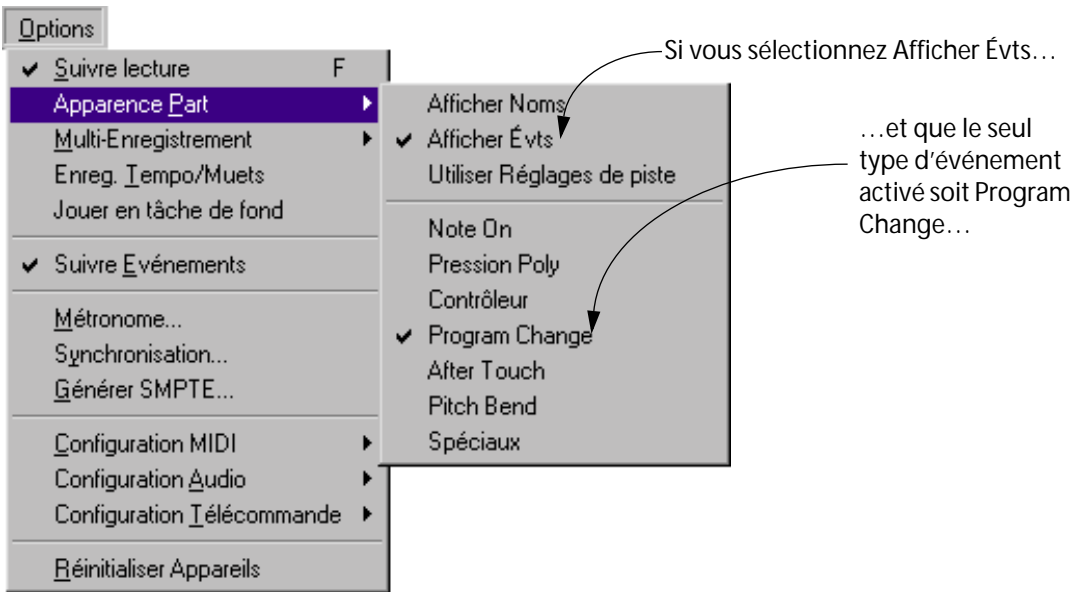 Options
Suivre lecture F
Apparence Part
Multi-Enregistrement
Enreg. Tempo/Muets
Jouer en tâche de fond
Suivre Evénements
Métronome...
Synchronisation...
Générer SMPTE...
Configuration MIDI
Configuration Audio
Configuration Télécommande
Réinitialiser Appareils
Afficher Noms
Afficher Évts
Utiliser Réglages de piste
Note On
Pression Poly
Contrôleur
Program Change
After Touch
Pitch Bend
Spéciaux
Si vous sélectionnez Afficher Évts…
…et que le seul
type d’événement
activé soit Program
Change…